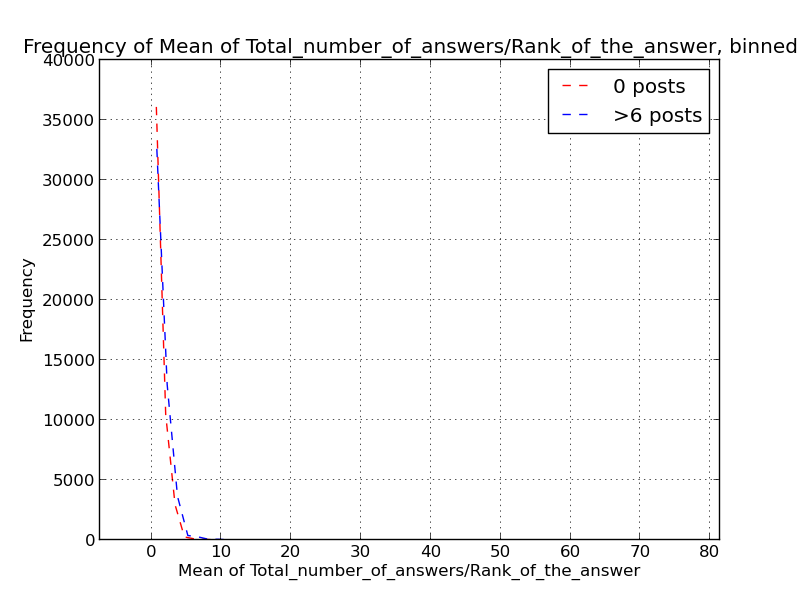 Frequency of Mean of Total_number_of_answers/Rank_of_the_answer, binned
40000
35000
30000
25000
20000
15000
10000
5000
0
Frequency
0 posts
>6 posts
0 10 20 30 40 50 60 70 80
Mean of Total_number_of_answers/Rank_of_the_answer